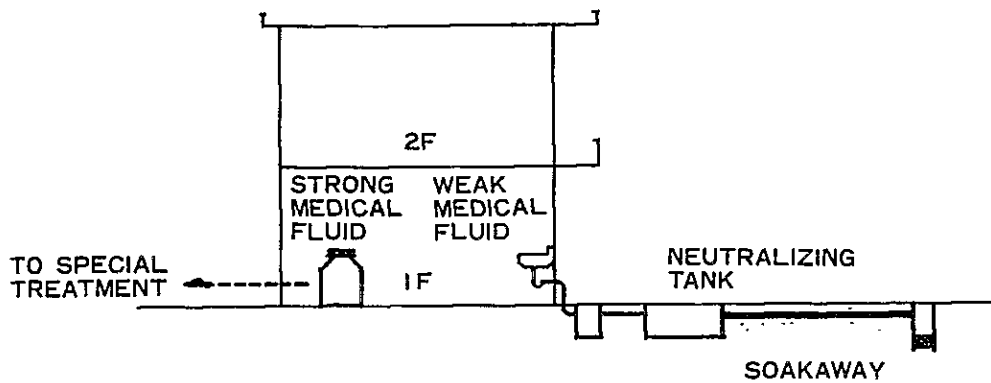 2F
STRONG
MEDICAL
FLUID
WEAK
MEDICAL
FLUID
TO SPECIAL
TREATMENT
1F
NEUTRALIZING
TANK
SOAKAWAY